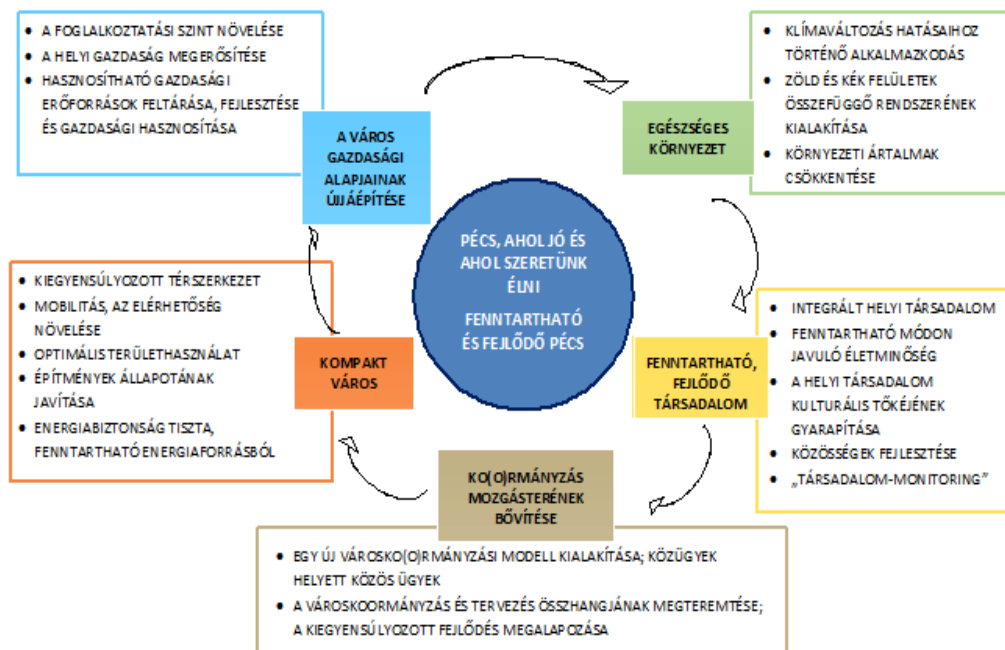 • A FOGLALKOZTATÁSI SZINT NÖVELÉSE
• A HELYI GAZDASÁG MEGERŐSÍTÉSE
• HASZNOSÍTHATÓ GAZDASÁGI
ERŐFORRÁSOK FELTÁRÁSA, FEJLESZTÉSE
ÉS GAZDASÁGI HASZNOSÍTÁSA
A VÁROS
GAZDASÁGI
ALAPJAINAK
ÚJJÁÉPÍTÉSE
• KLÍMAVÁLTOZÁS HATÁSAIHOZ
TÖRTÉNŐ ALKALMAZKODÁS
• ZÖLD ÉS KÉK FELÜLETEK
ÖSSZEFÜGGŐ RENDSZERÉNEK
KIALAKÍTÁSA
• KÖRNYEZETI ÁRTALMAK
CSÖKKENTÉSE
EGÉSZSÉGES
KÖRNYEZET
PÉCS, AHOL JÓ ÉS
AHOL SZERETÜNK
ÉLNI
FENNTARTHATÓ
ÉS FEJLŐDŐ PÉCS
• KIEGYENSÚLYOZOTT TÉRSZERKEZET
• MOBILITÁS, AZ ELÉRHETŐSÉG
NÖVELÉSE
• OPTIMÁLIS TERÜLETHASZNÁLAT
• ÉPÍTMÉNYEK ÁLLAPOTÁNAK
JAVÍTÁSA
• ENERGIABIZTONSÁG TISZTA,
FENNTARTHATÓ ENERGIAFORRÁSBÓL
KOMPAKT
VÁROS
FENNTARTHATÓ,
FEJLŐDŐ
TÁRSADALOM
• INTEGRÁLT HELYI TÁRSADALOM
• FENNTARTHATÓ MÓDON
JAVULÓ ÉLETMINŐSÉG
• A HELYI TÁRSADALOM
KULTURÁLIS TŐKÉJÉNEK
GYARAPÍTÁSA
• KÖZÖSSÉGEK FEJLESZTÉSE
• „TÁRSADALOM-MONITORING”
KO(O)RMÁNYZÁS
MOZGÁSTERÉNEK
BŐVÍTÉSE
• EGY ÚJ VÁROSKO(O)RMÁNYZÁSI MODELL KIALAKÍTÁSA; KÖZÜGYEK
HELYETT KÖZÖS ÜGYEK
• A VÁROSKOORMÁNYZÁS ÉS TERVEZÉS ÖSSZHANGJÁNAK MEGTEREMTÉSE;
A KIEGYENSÚLYOZOTT FEJLŐDÉS MEGALAPOZÁSA